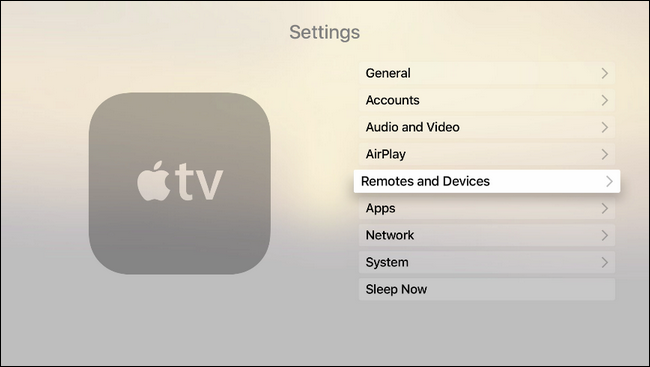 Settings
tv
General
Accounts
Audio and Video
AirPlay
Remotes and Devices
Apps
Network
System
Sleep Now